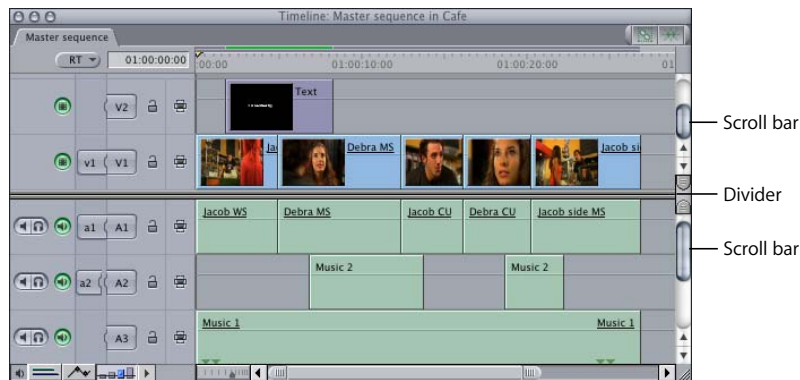 Timeline: Master sequence in Cafe
Master sequence
RT
01:00:00:00
:00:00
01:00:10:00
01:00:20:00
01
V2
Text
Scroll bar
v1
V1
Debra MS
Jacob si
Divider
a1
A1
Jacob WS
Debra MS
Jacob CU
Debra CU
Jacob side MS
Scroll bar
a2
A2
Music 2
Music 2
A3
Music 1
Music 1